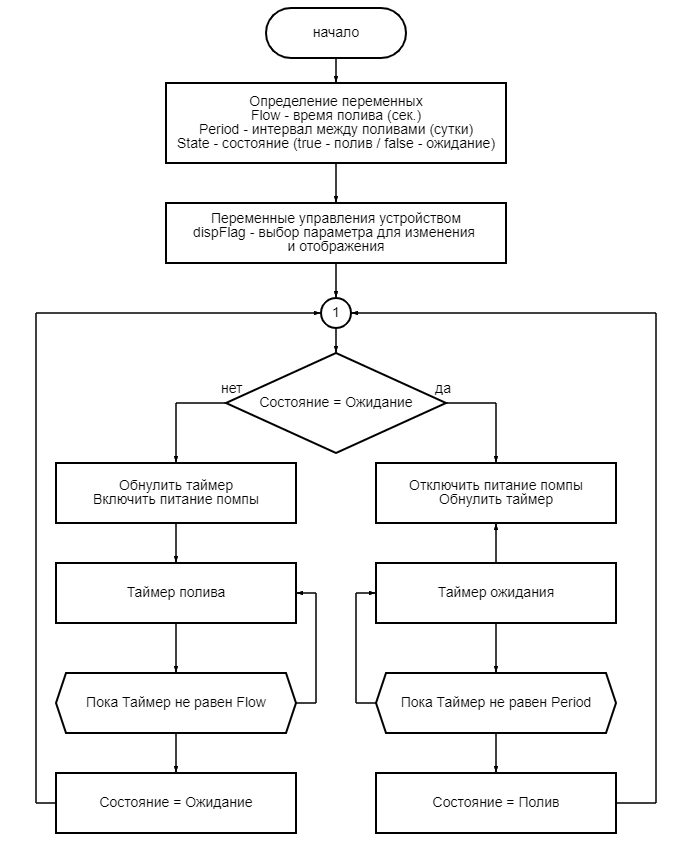 начало
Определение переменных
Flow - время полива (сек.)
Period - интервал между поливами (сутки)
State - состояние (true - полив / false - ожидание)
Переменные управления устройством
dispFlag - выбор параметра для изменения
и отображения
1
нет
да
Состояние = Ожидание
Обнулить таймер
Включить питание помпы
Отключить питание помпы
Обнулить таймер
Таймер полива
Таймер ожидания
Пока Таймер не равен Flow
Пока Таймер не равен Period
Состояние = Ожидание
Состояние = Полив